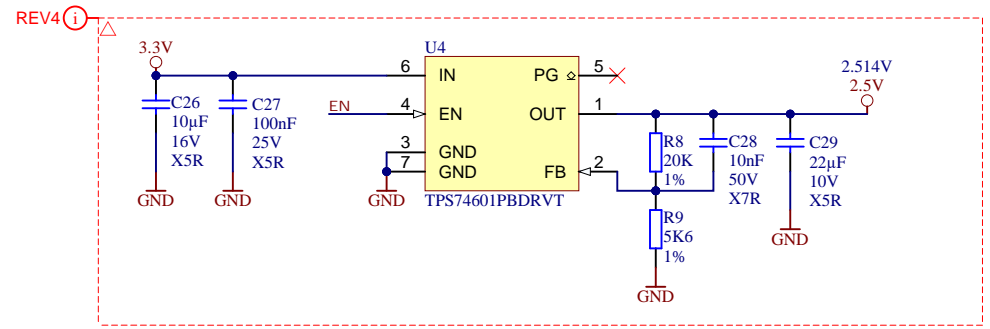 REV4 i
3.3V
C26
10µF
16V
X5R
GND
C27
100nF
25V
X5R
GND
EN
U4
6 IN
4 EN
3 GND
7 GND
PG 5
OUT 1
FB 2
TPS74601PBDRVT
GND
R8
20K
1%
R9
5K6
1%
GND
C28
10nF
50V
X7R
C29
22µF
10V
X5R
GND
2.514V
2.5V